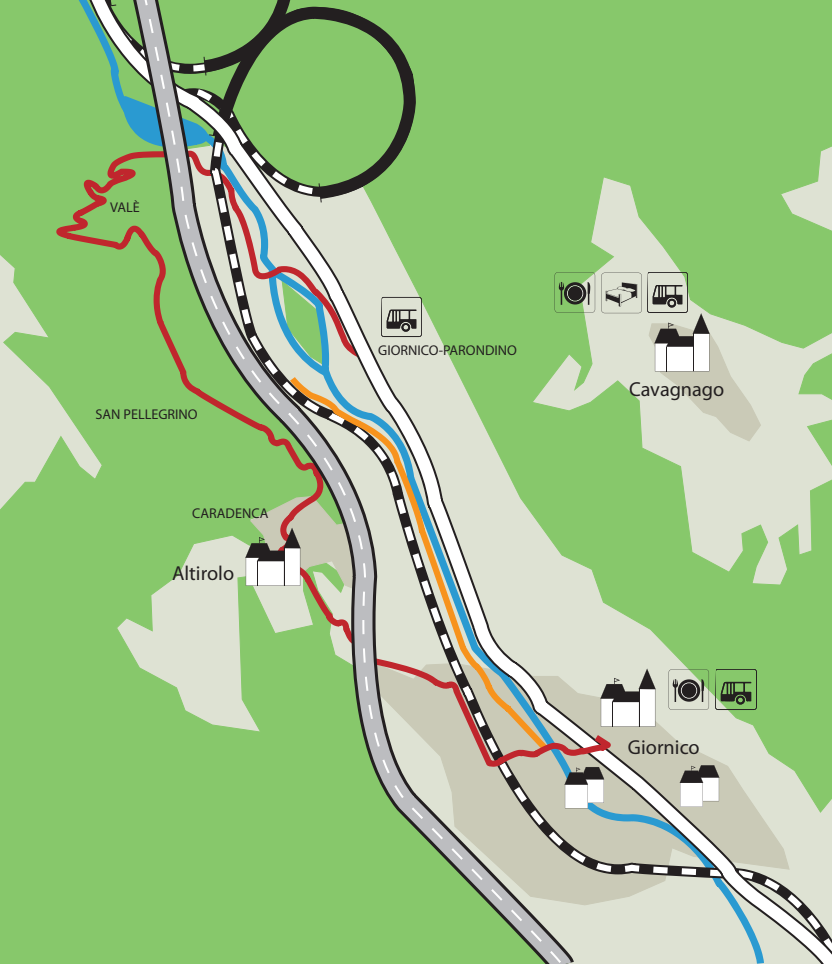 VALÈ
GIORNICO-PARONDINO
Cavagnago
SAN PELLEGRINO
CARADENCA
Altirolo
Giornico